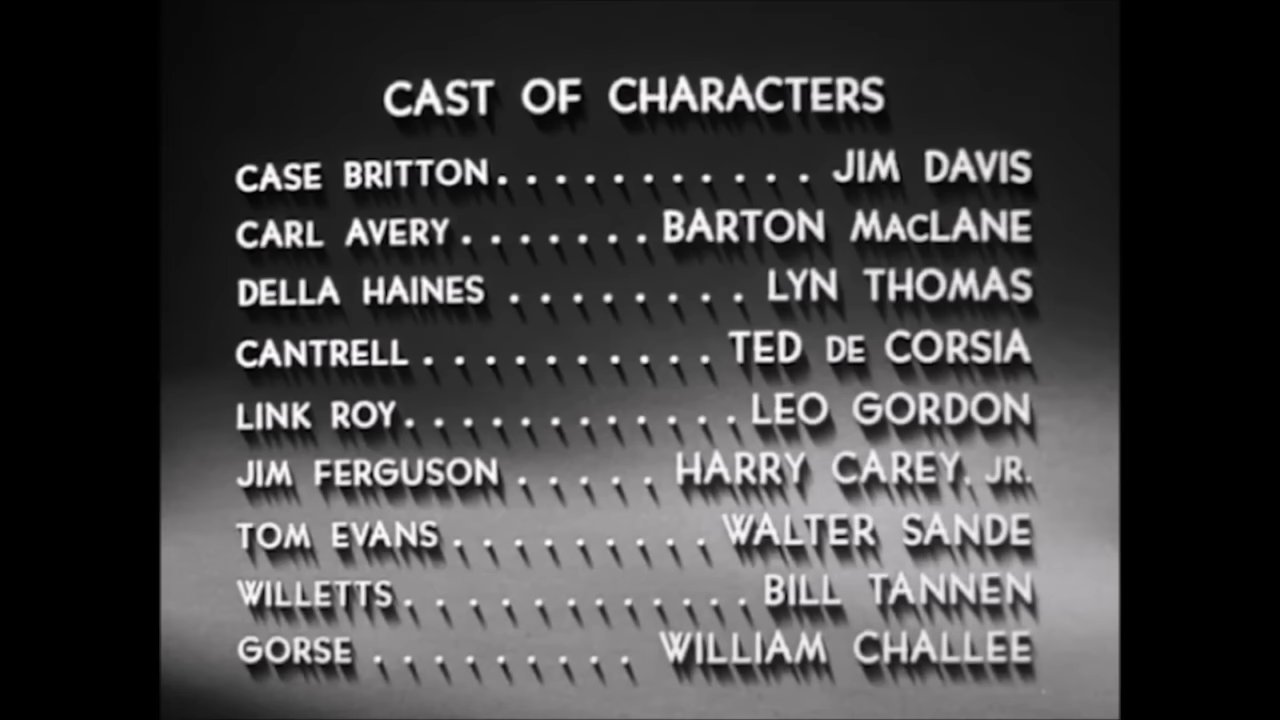 CAST OF CHARACTERS
CASE BRITTON........... JIM DAVIS
CARL AVERY....... BARTON MACLANE
DELLA HAINES ........ LYN THOMAS
CANTRELL.......... TED DE CORSIA
LINK ROY........... LEO GORDON
JIM FERGUSON ..... HARRY CAREY, JR.
TOM EVANS......... WALTER SANDE
WILLETTS........... BILL TANNEN
GORSE ......... WILLIAM CHALLEE